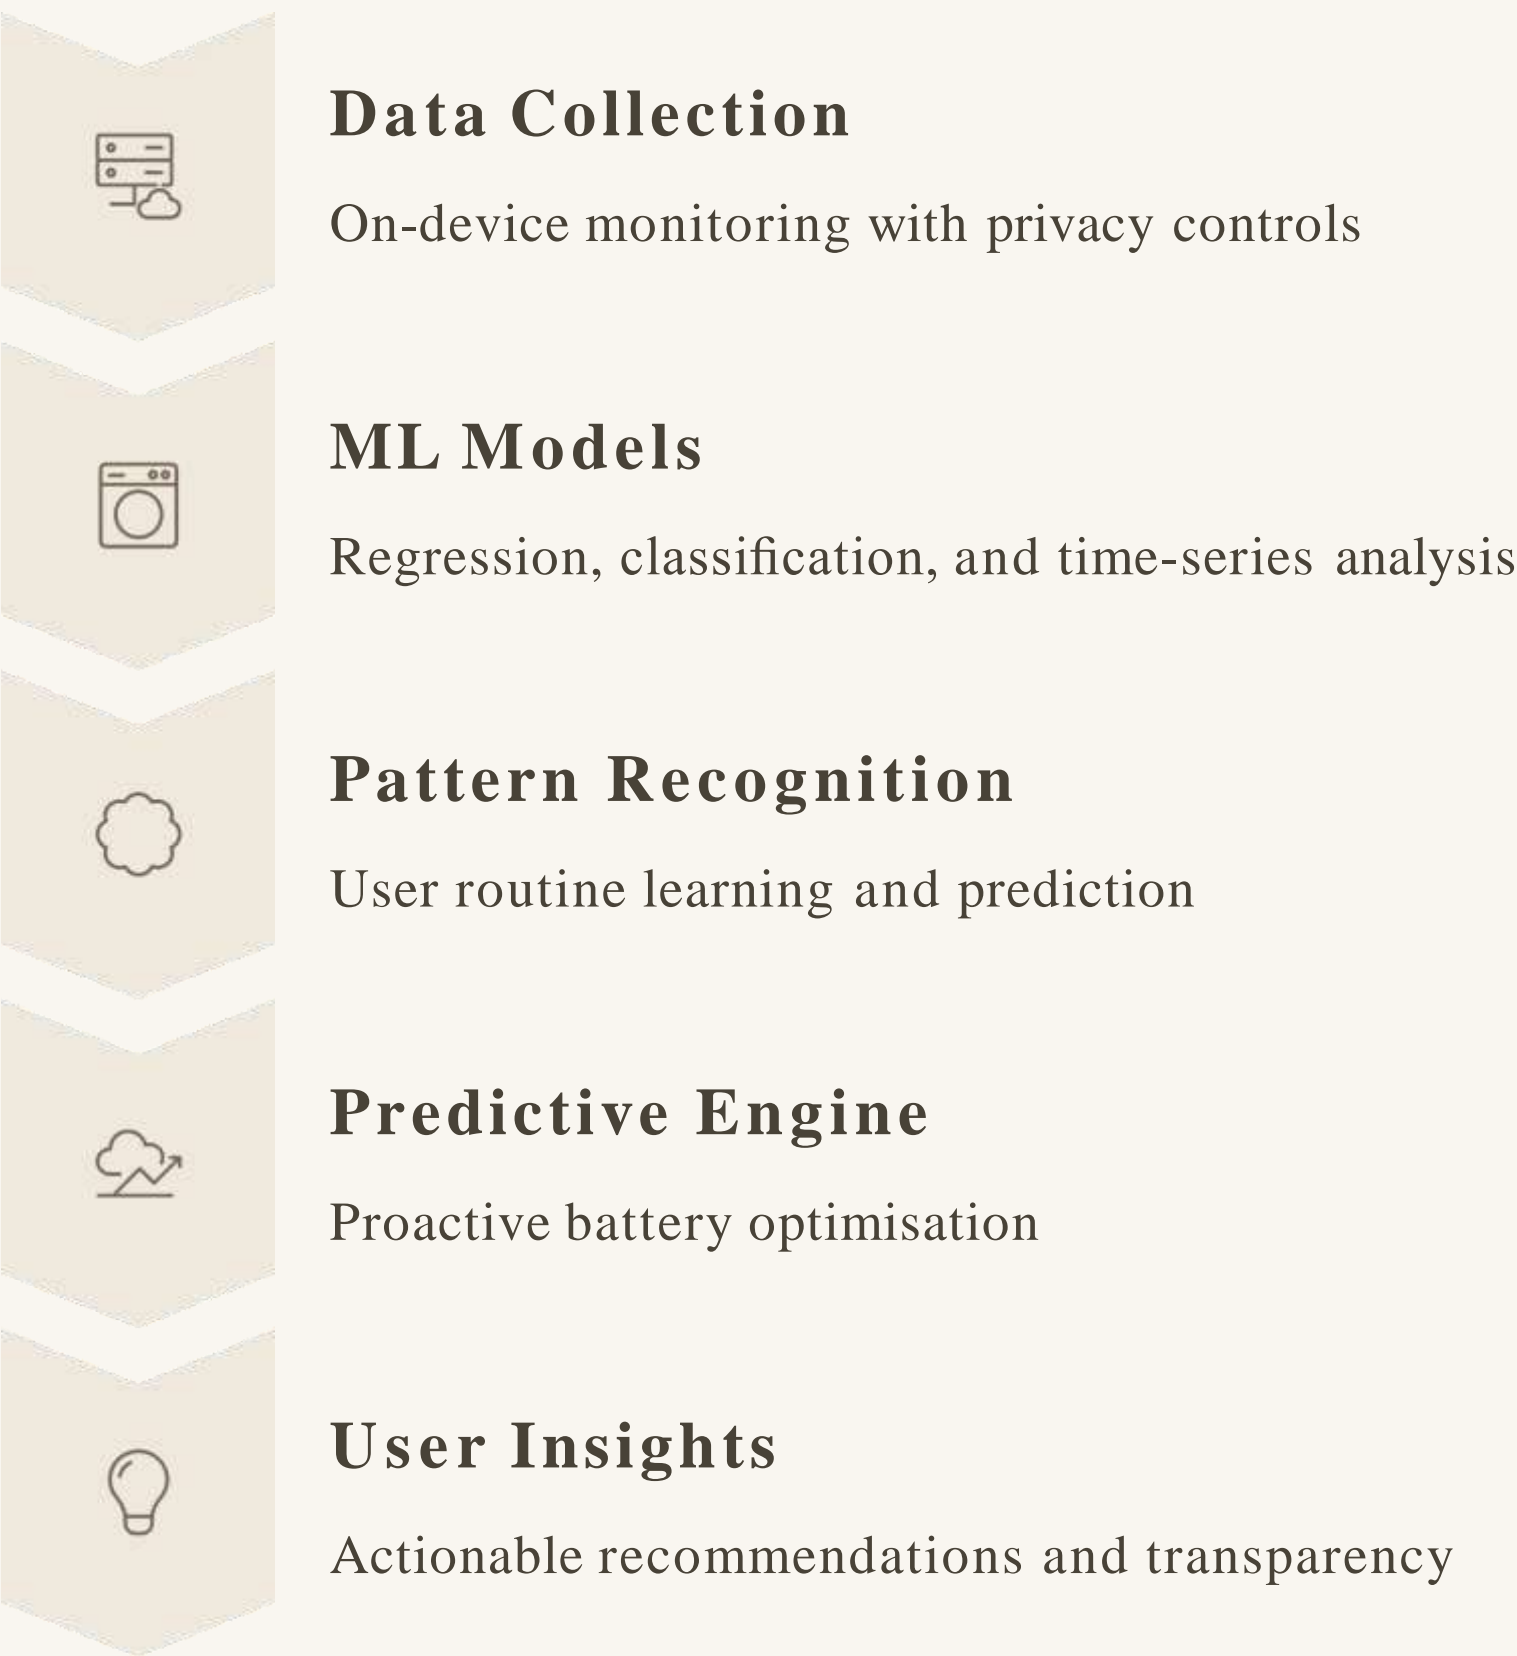 Data Collection
On-device monitoring with privacy controls
ML Models
Regression, classification, and time-series analysis
Pattern Recognition
User routine learning and prediction
Predictive Engine
Proactive battery optimisation
User Insights
Actionable recommendations and transparency